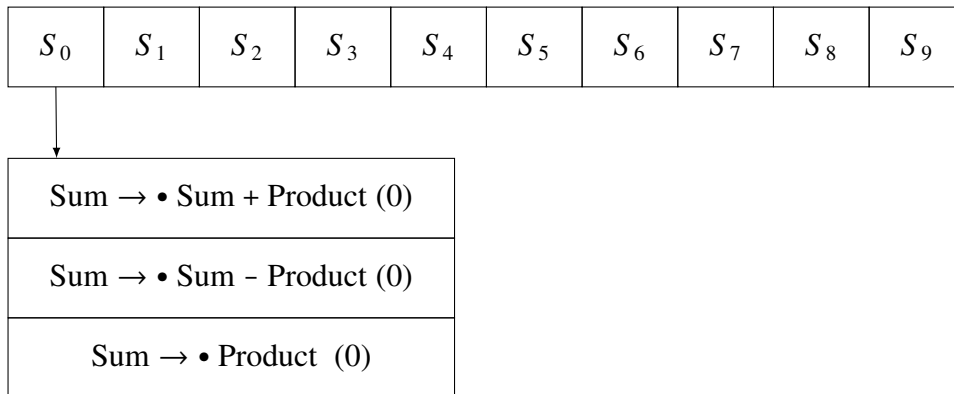 S0 S1 S2 S3 S4 S5 S6 S7 S8 S9
Sum → • Sum + Product (0)
Sum → • Sum − Product (0)
Sum → • Product (0)